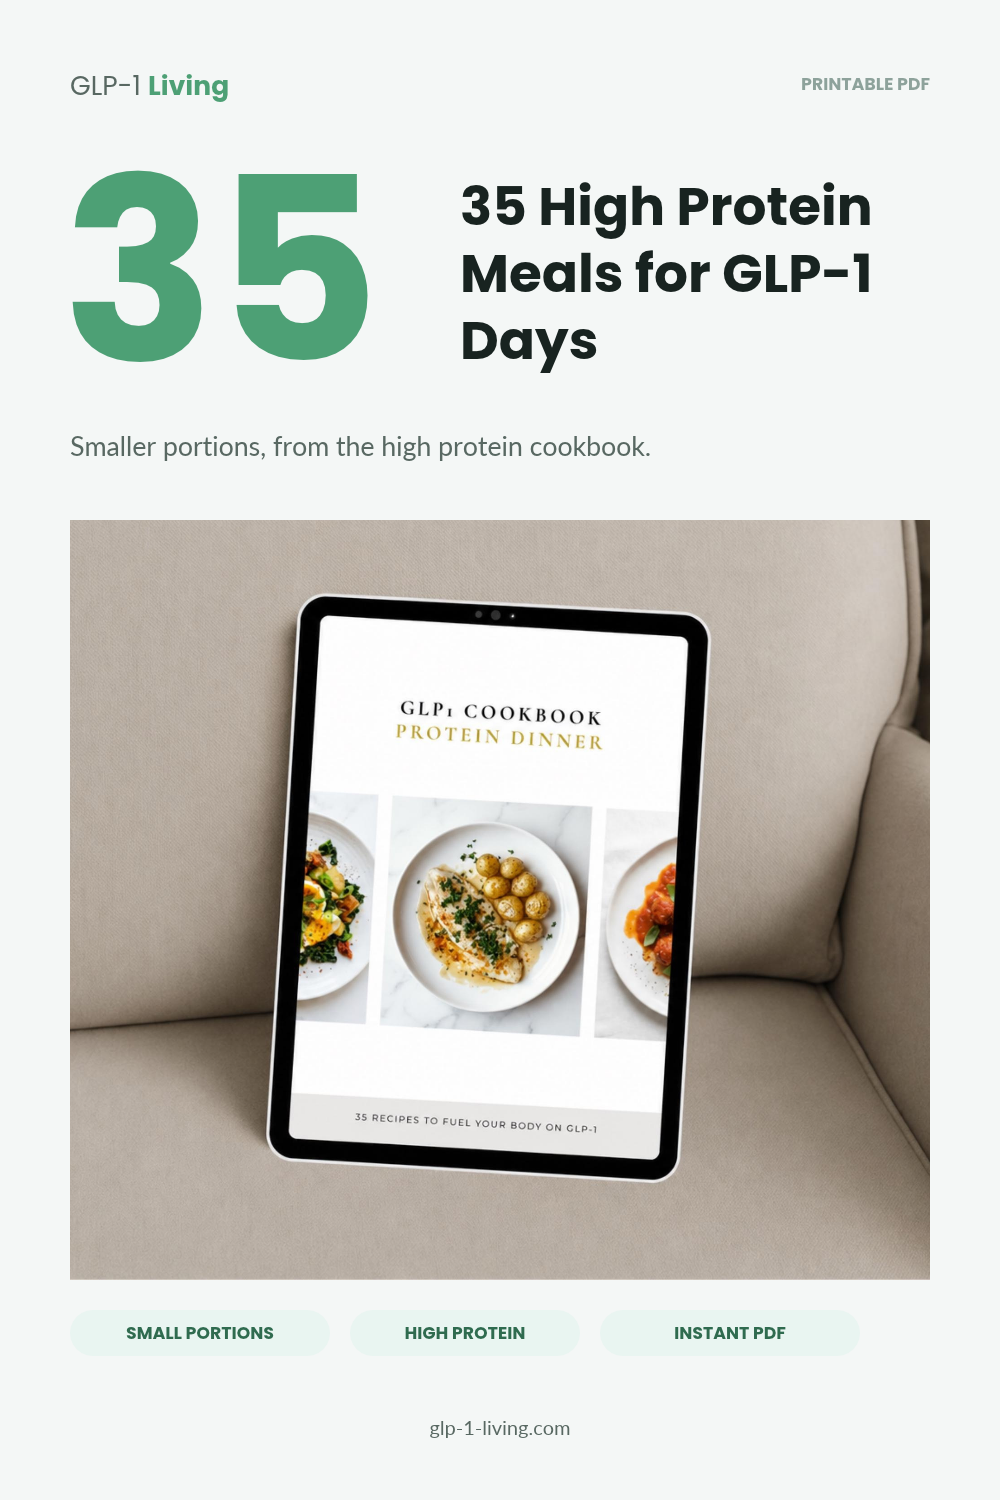 GLP-1 Living
PRINTABLE PDF
35
35 High Protein
Meals for GLP-1
Days
Smaller portions, from the high protein cookbook.
GLP1 COOKBOOK
PROTEIN DINNER
35 RECIPES TO FUEL YOUR BODY ON GLP-1
SMALL PORTIONS
HIGH PROTEIN
INSTANT PDF
glp-1-living.com